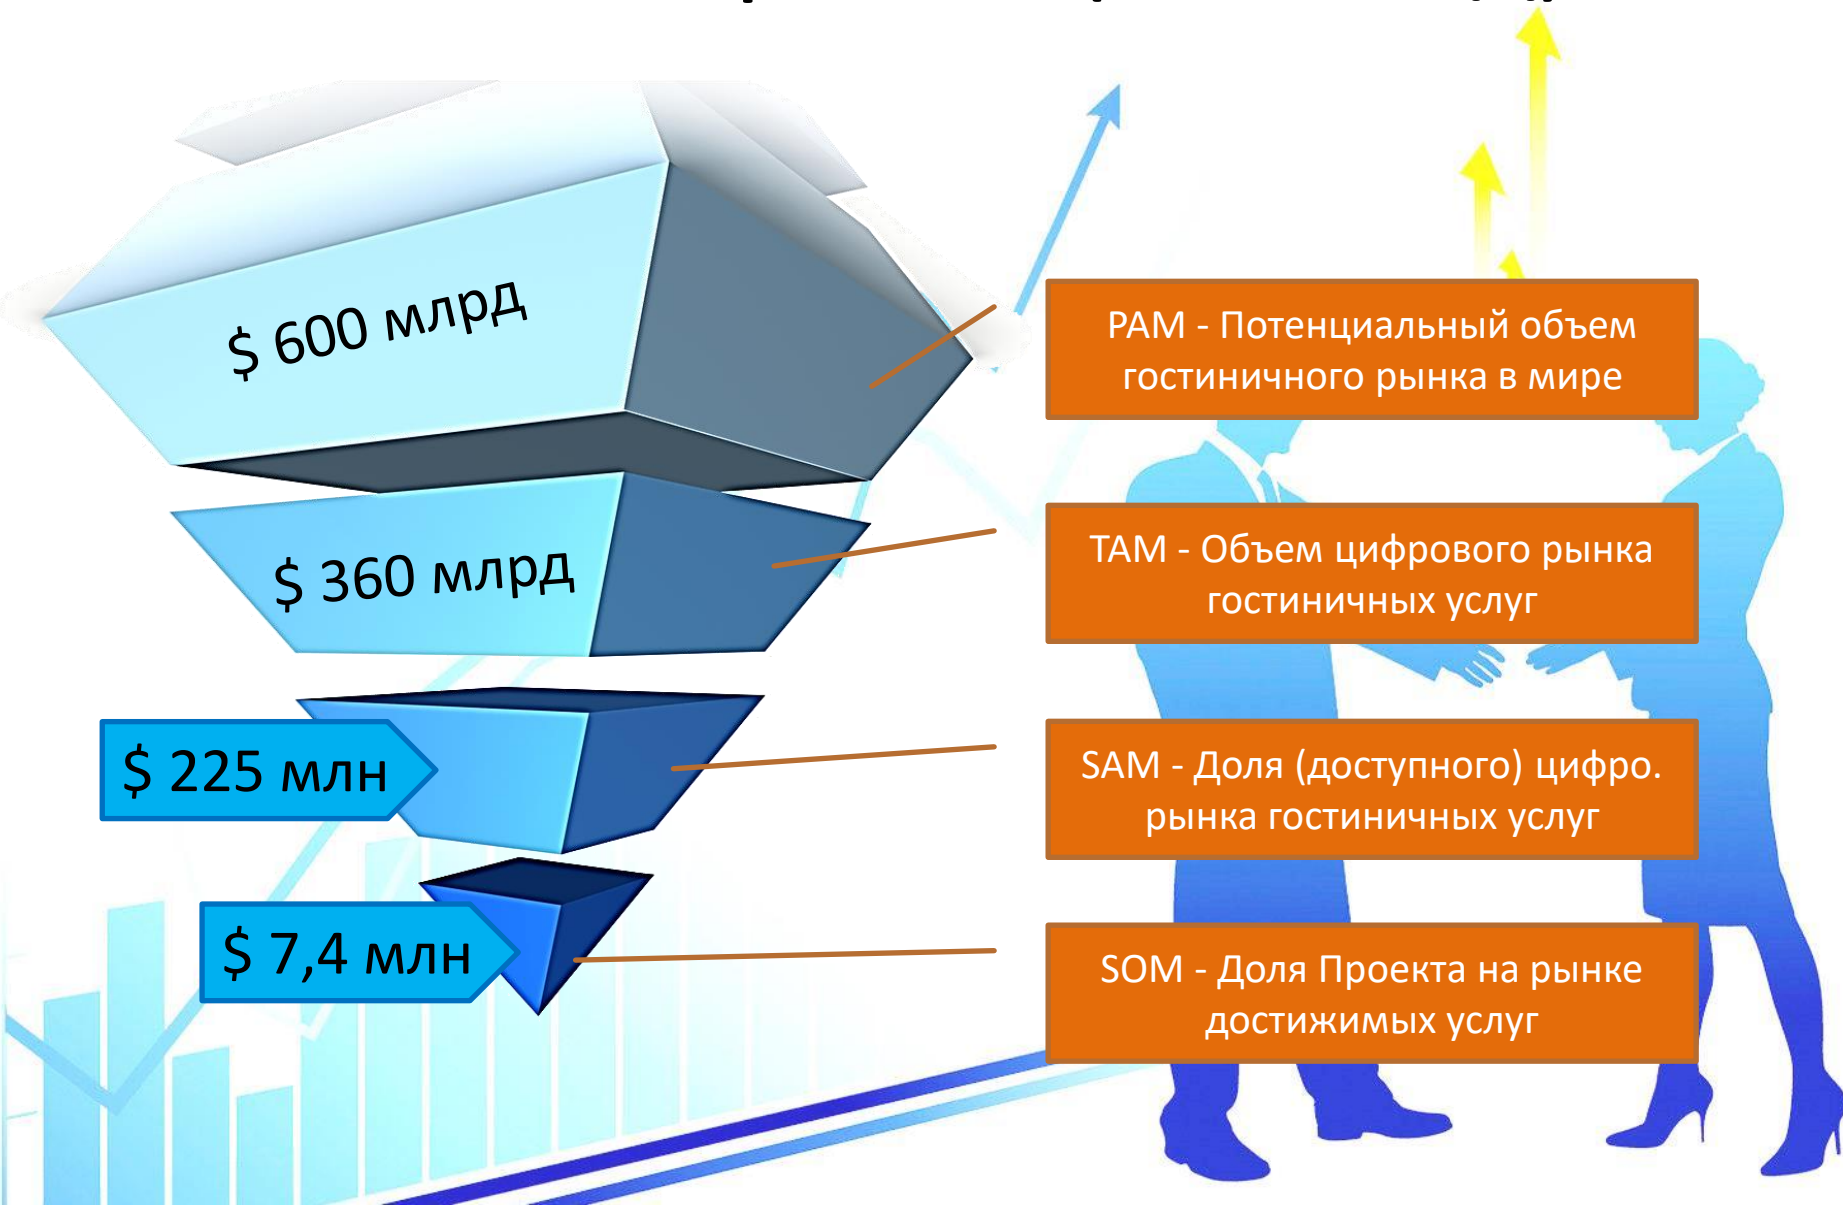 $ 600 млрд
PAM - Потенциальный объем
гостиничного рынка в мире
$ 360 млрд
TAM - Объем цифрового рынка
гостиничных услуг
$ 225 млн
SAM - Доля (доступного) цифро.
рынка гостиничных услуг
$ 7,4 млн
SOM - Доля Проекта на рынке
достижимых услуг